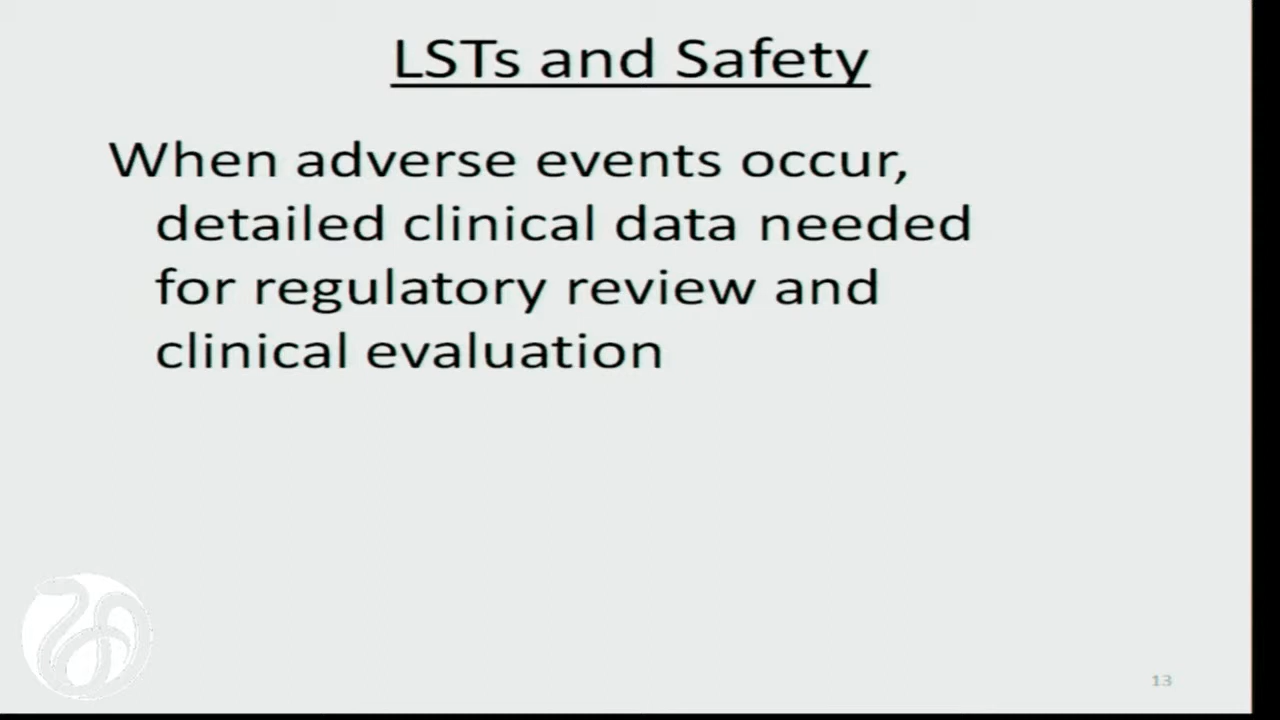 LSTs and Safety
When adverse events occur,
detailed clinical data needed
for regulatory review and
clinical evaluation
13